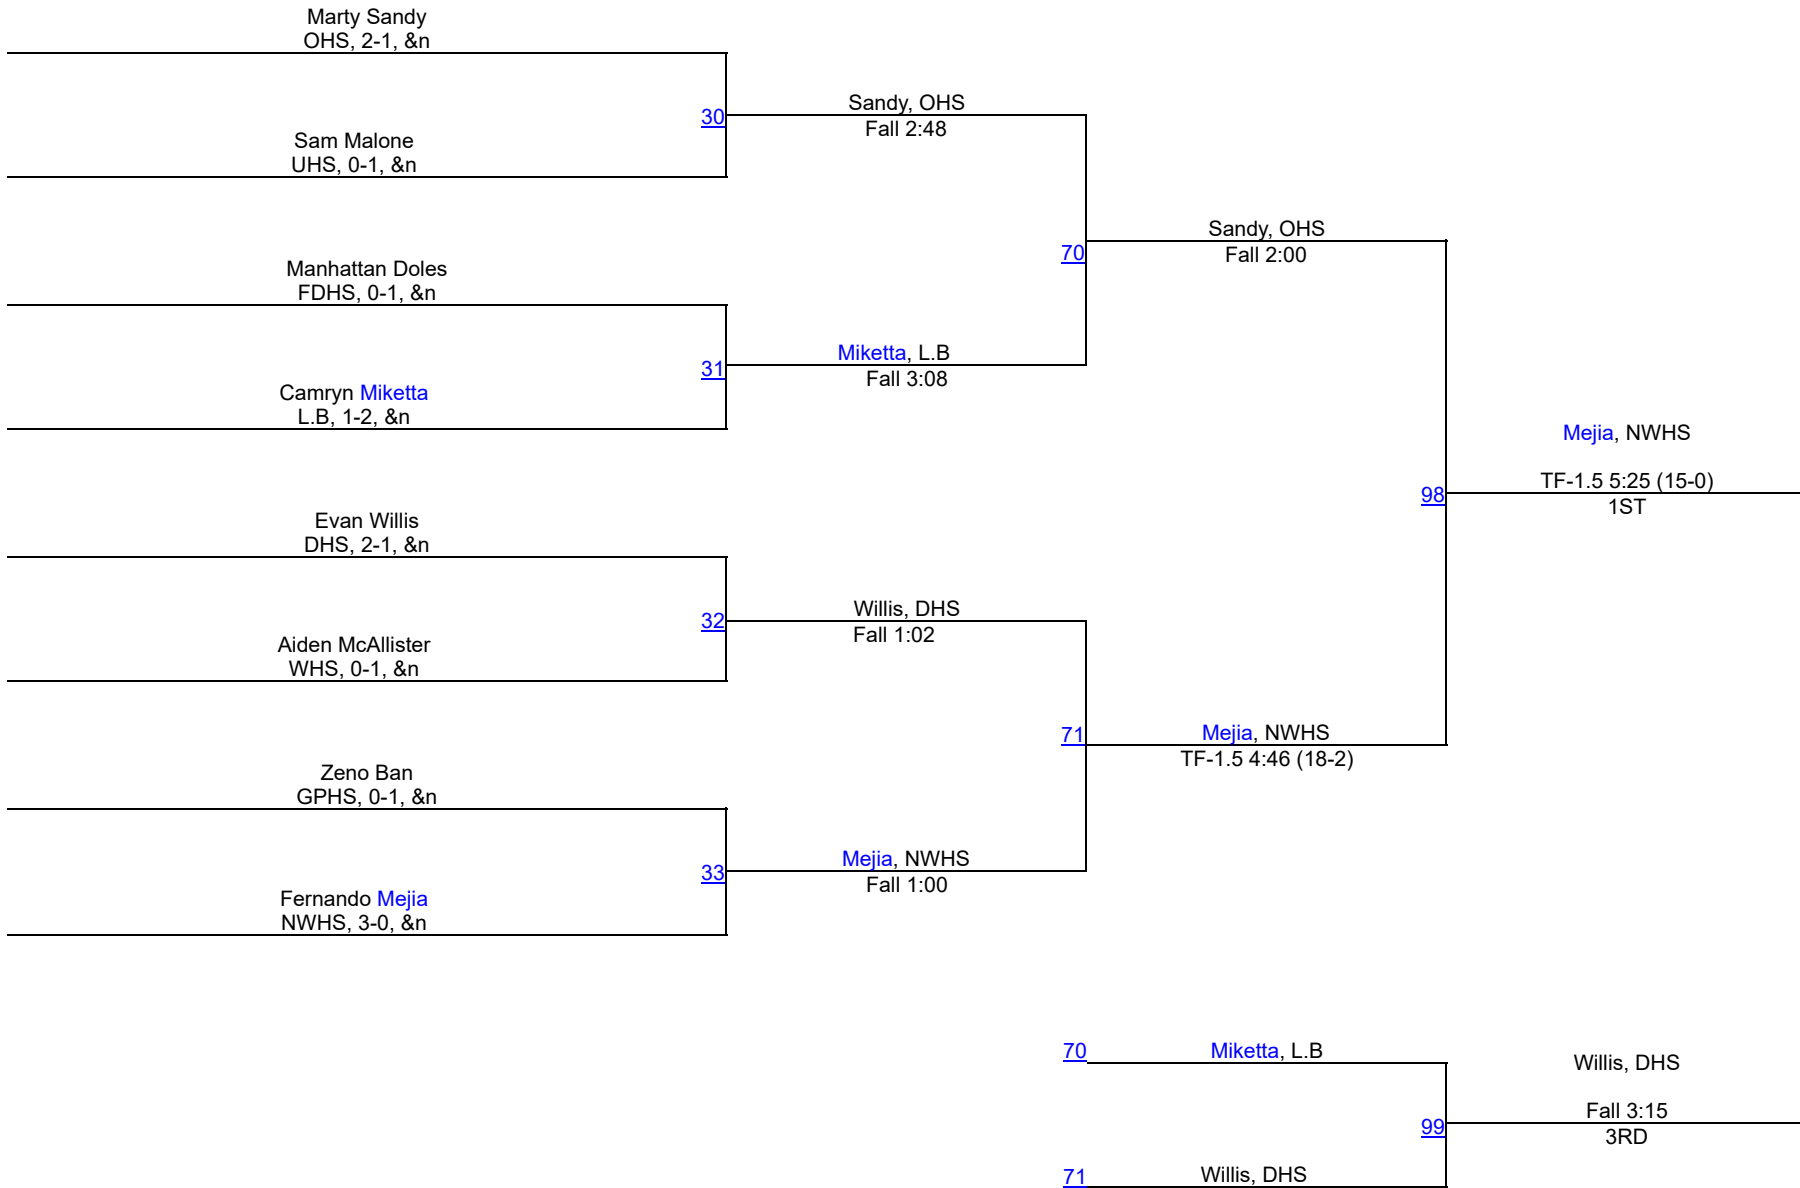 Marty Sandy
OHS, 2-1, &n
30
Sandy, OHS
Fall 2:48
Sam Malone
UHS, 0-1, &n
70
Sandy, OHS
Fall 2:00
Manhattan Doles
FDHS, 0-1, &n
31
Miketta, L.B
Fall 3:08
Camryn Miketta
L.B, 1-2, &n
98
Mejia, NWHS
TF-1.5 5:25 (15-0)
1ST
Evan Willis
DHS, 2-1, &n
32
Willis, DHS
Fall 1:02
Aiden McAllister
WHS, 0-1, &n
71
Mejia, NWHS
TF-1.5 4:46 (18-2)
Zeno Ban
GPHS, 0-1, &n
33
Mejia, NWHS
Fall 1:00
Fernando Mejia
NWHS, 3-0, &n
70
Miketta, L.B
99
Willis, DHS
Fall 3:15
3RD
71
Willis, DHS